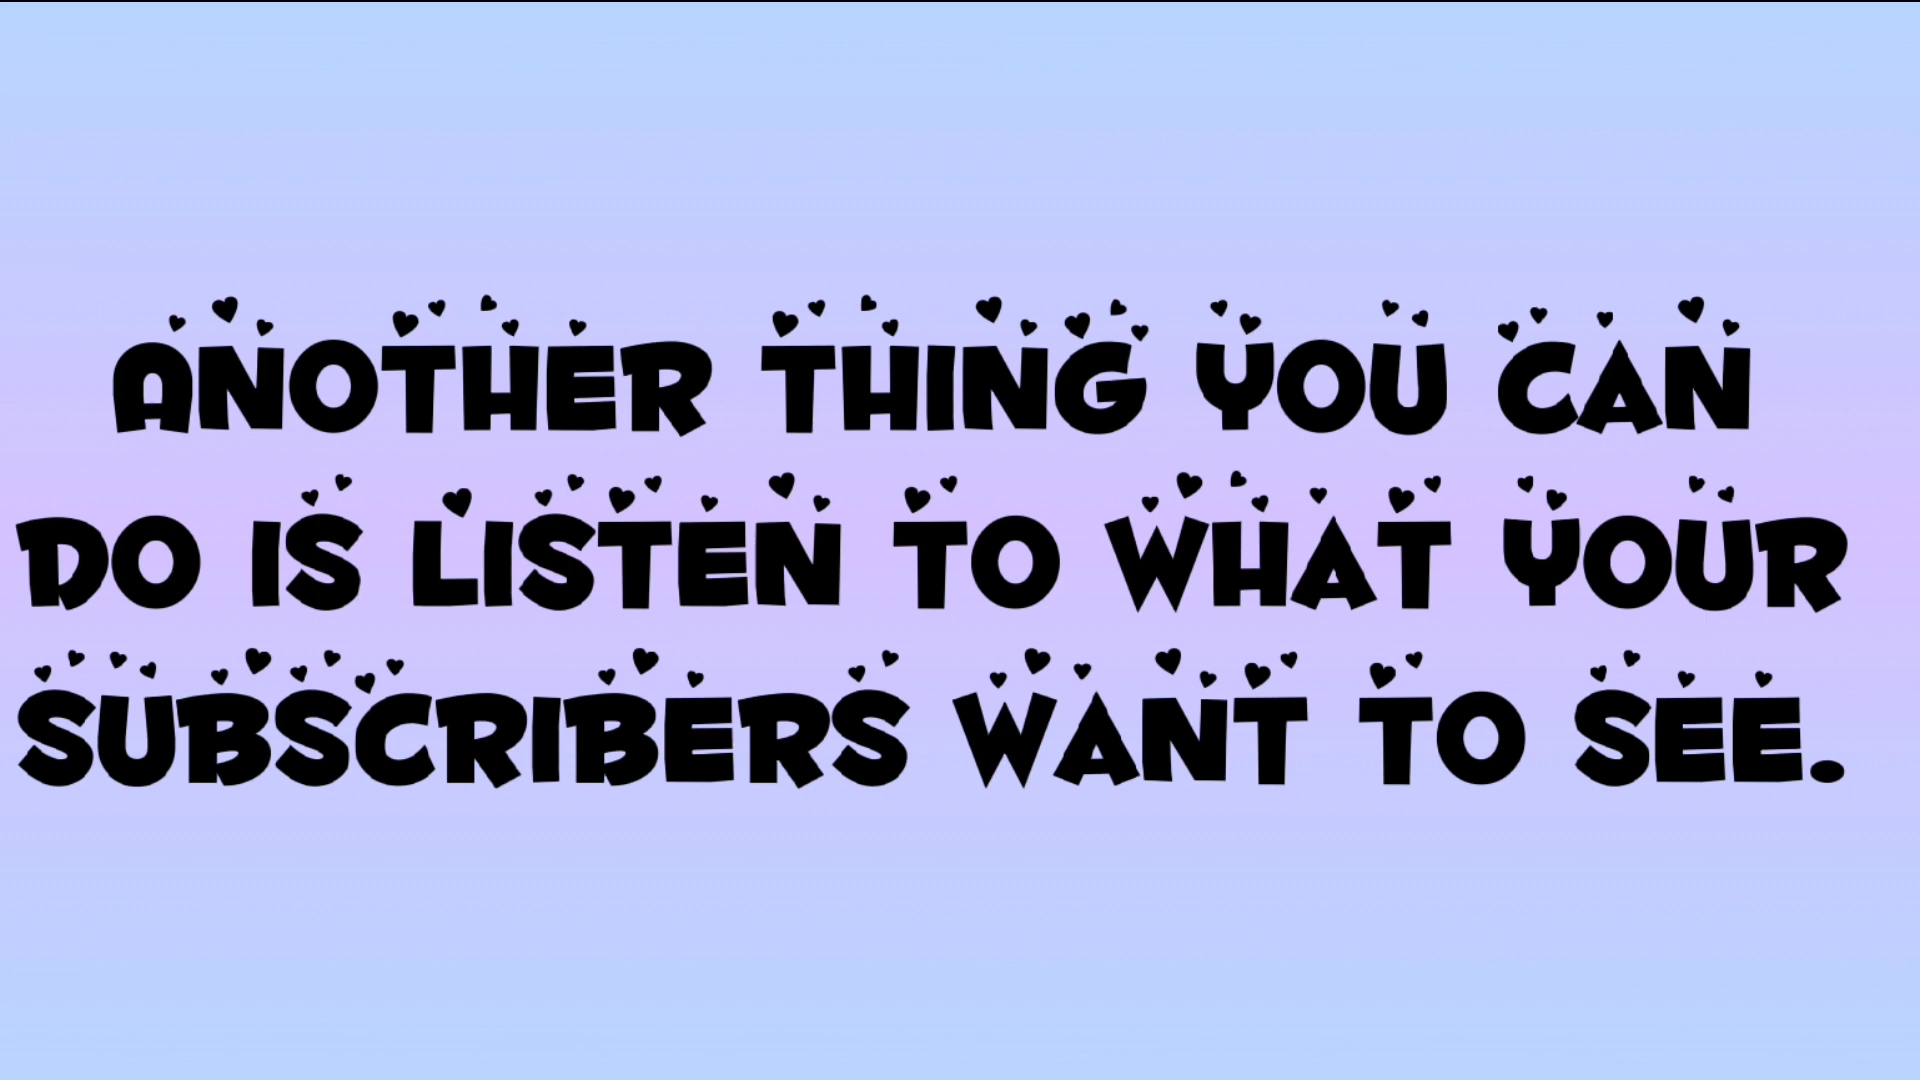 ANOTHER THING YOU CAN
DO IS LISTEN TO WHAT YOUR
SUBSCRIBERS WANT TO SEE.